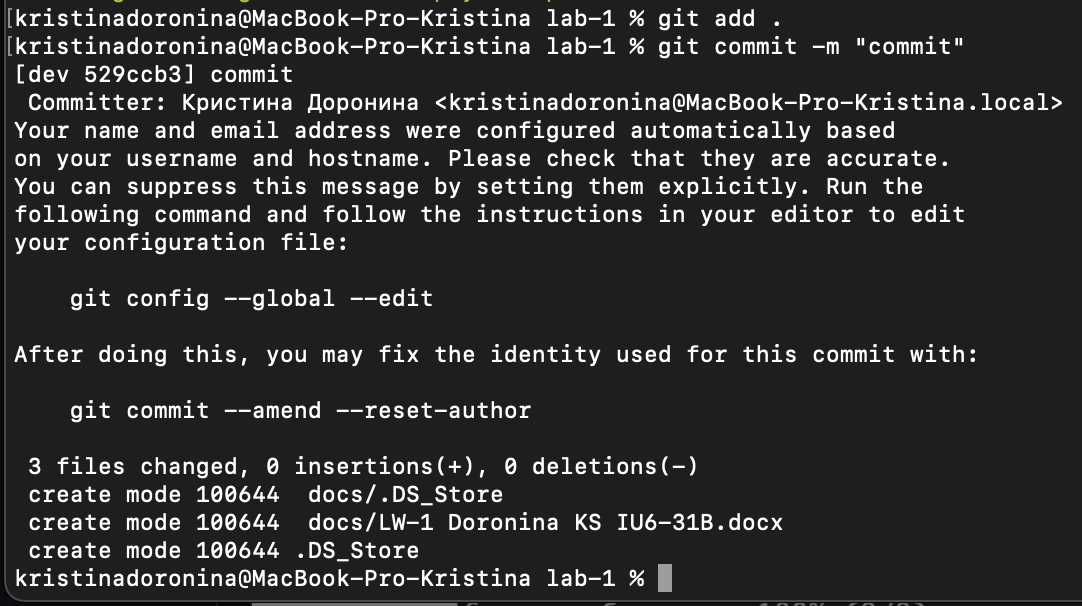 [kristinadoronina@MacBook-Pro-Kristina lab-1 % git add .
[kristinadoronina@MacBook-Pro-Kristina lab-1 % git commit -m "commit"
[dev 529ccb3] commit
Committer: Кристина Доронина <kristinadoronina@MacBook-Pro-Kristina.local>
Your name and email address were configured automatically based
on your username and hostname. Please check that they are accurate.
You can suppress this message by setting them explicitly. Run the
following command and follow the instructions in your editor to edit
your configuration file:
git config --global --edit
After doing this, you may fix the identity used for this commit with:
git commit --amend --reset-author
3 files changed, 0 insertions(+), 0 deletions(-)
create mode 100644  docs/.DS_Store
create mode 100644  docs/LW-1 Doronina KS IU6-31B.docx
create mode 100644 .DS_Store
kristinadoronina@MacBook-Pro-Kristina lab-1 %